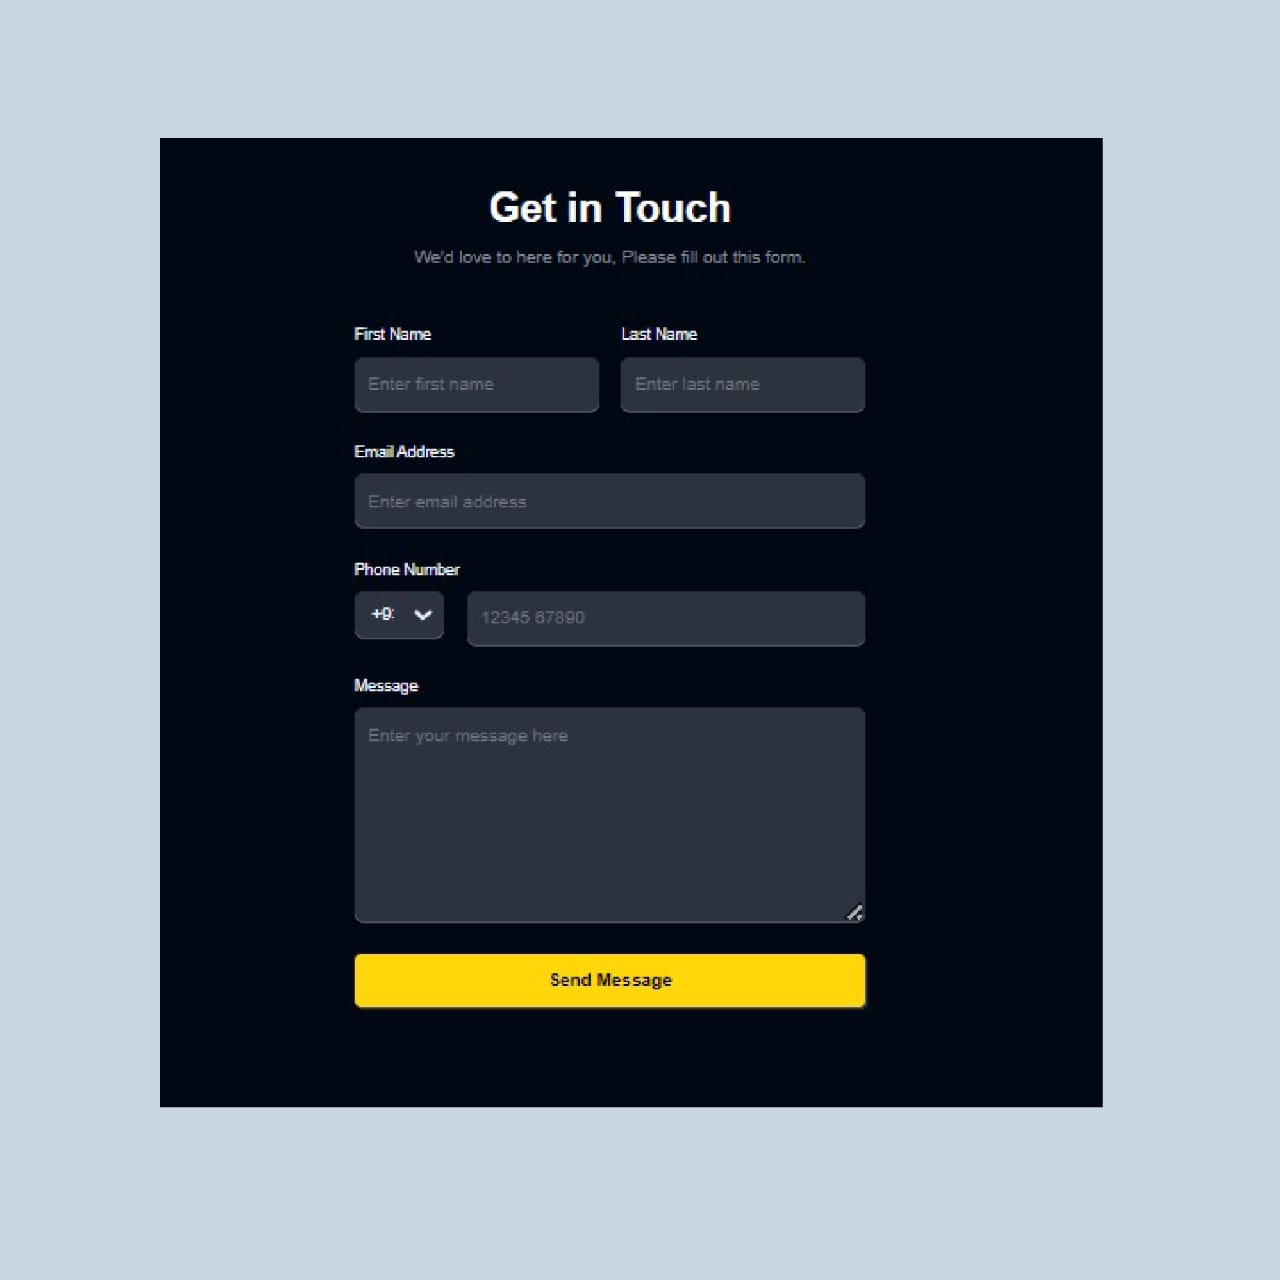 Get in Touch
We'd love to here for you, Please fill out this form.
First Name Last Name
Enter first name Enter last name
Email Address
Enter email address
Phone Number
12345 67890
Message
Enter your message here
Send Message